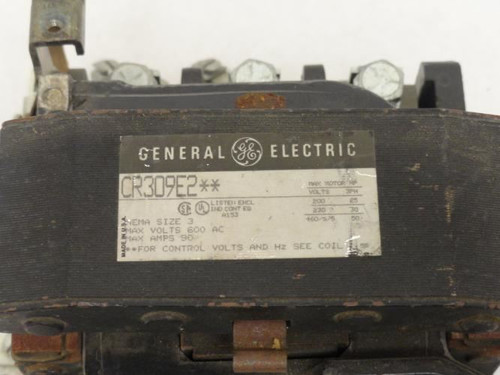 GENERAL GE ELECTRIC
CR309E2**
MAX MOTOR HP
VOLTS 3PH
200 25
230 30
460-575 50
LISTED ENCL
IND CONT EQ
A153
NEMA SIZE 3
MAX VOLTS 600 AC
MAX AMPS 90
**FOR CONTROL VOLTS AND Hz SEE COIL
MADE IN U.S.A.